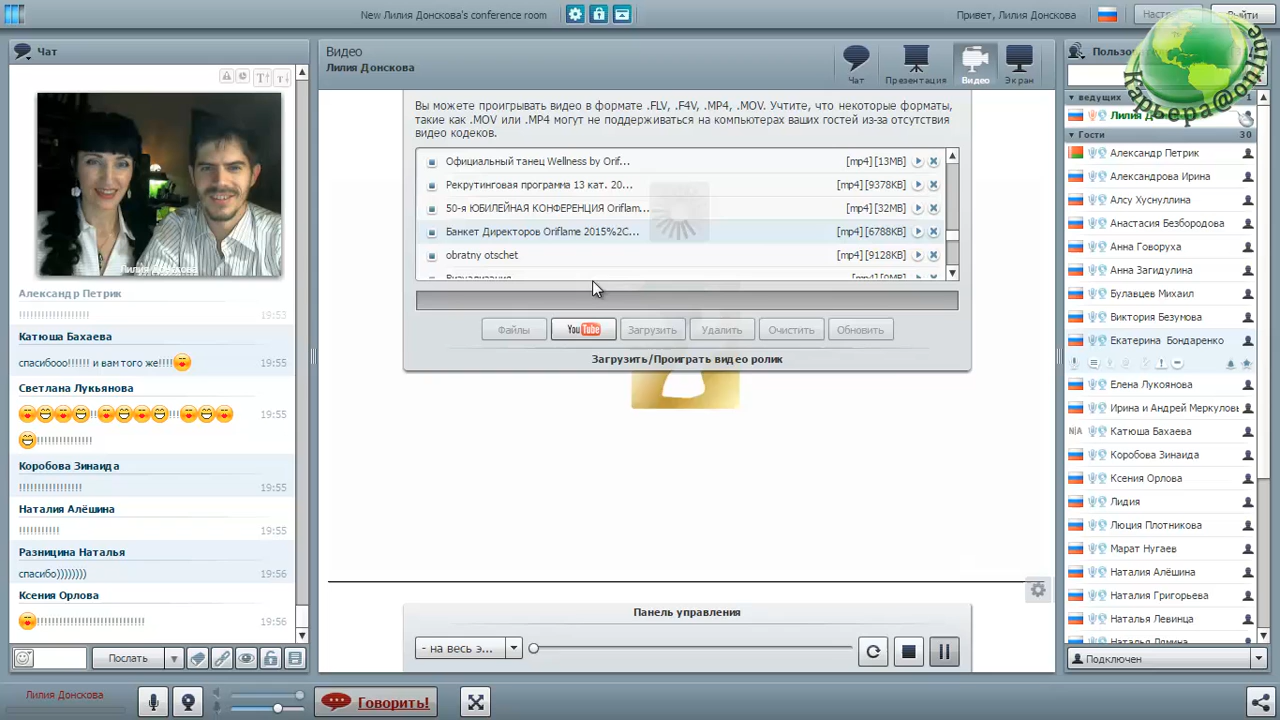 New Лилия Донскова's conference room
Привет, Лилия Донскова
Выйти
Чат
Лилия Донскова
Александр Петрик
!!!!!!!!!!!!!!!!!! 19:53
Катюша Бахаева
спасибооо!!!!!! и вам того же!!!! 19:55
Светлана Лукьянова
!! !!! 19:55
!!!!!!!!!!!!!!
Коробова Зинаида
!!!!!!!!!!!!!!!! 19:55
Наталия Алёшина
!!!!!!!!!!! 19:55
Разницина Наталья
спасибо)))))))) 19:56
Ксения Орлова
!!!!!!!!!!!!!!!!!!!!!!!!!!!! 19:56
Послать
Видео
Лилия Донскова
Чат
Презентация
Видео
Экран
Вы можете проигрывать видео в формате .FLV, .F4V, .MP4, .MOV. Учтите, что некоторые форматы,
такие как .MOV или .MP4 могут не поддерживаться на компьютерах ваших гостей из-за отсутствия
видео кодеков.
Официальный танец Wellness by Orif... [mp4] [13MB]
Рекрутинговая программа 13 кат. 20... [mp4] [9378KB]
50-я ЮБИЛЕЙНАЯ КОНФЕРЕНЦИЯ Oriflam... [mp4] [32MB]
Банкет Директоров Oriflame 2015%2C... [mp4] [6788KB]
obratny otschet [mp4] [9128KB]
Файлы
YouTube
Загрузить
Удалить
Очистить
Обновить
Загрузить/Проиграть видео ролик
Панель управления
- на весь э...
Карьера@online
ведущих 1
Гости 30
Александр Петрик
Александрова Ирина
Алсу Хуснуллина
Анастасия Безбородова
Анна Говоруха
Анна Загидулина
Булавцев Михаил
Виктория Безумова
Екатерина Бондаренко
Елена Лукоянова
Ирина и Андрей Меркуловы
N/A Катюша Бахаева
Коробова Зинаида
Ксения Орлова
Лидия
Люция Плотникова
Марат Нугаев
Наталия Алёшина
Наталия Григорьева
Наталья Левинца
Подключен
Лилия Донскова
Говорить!